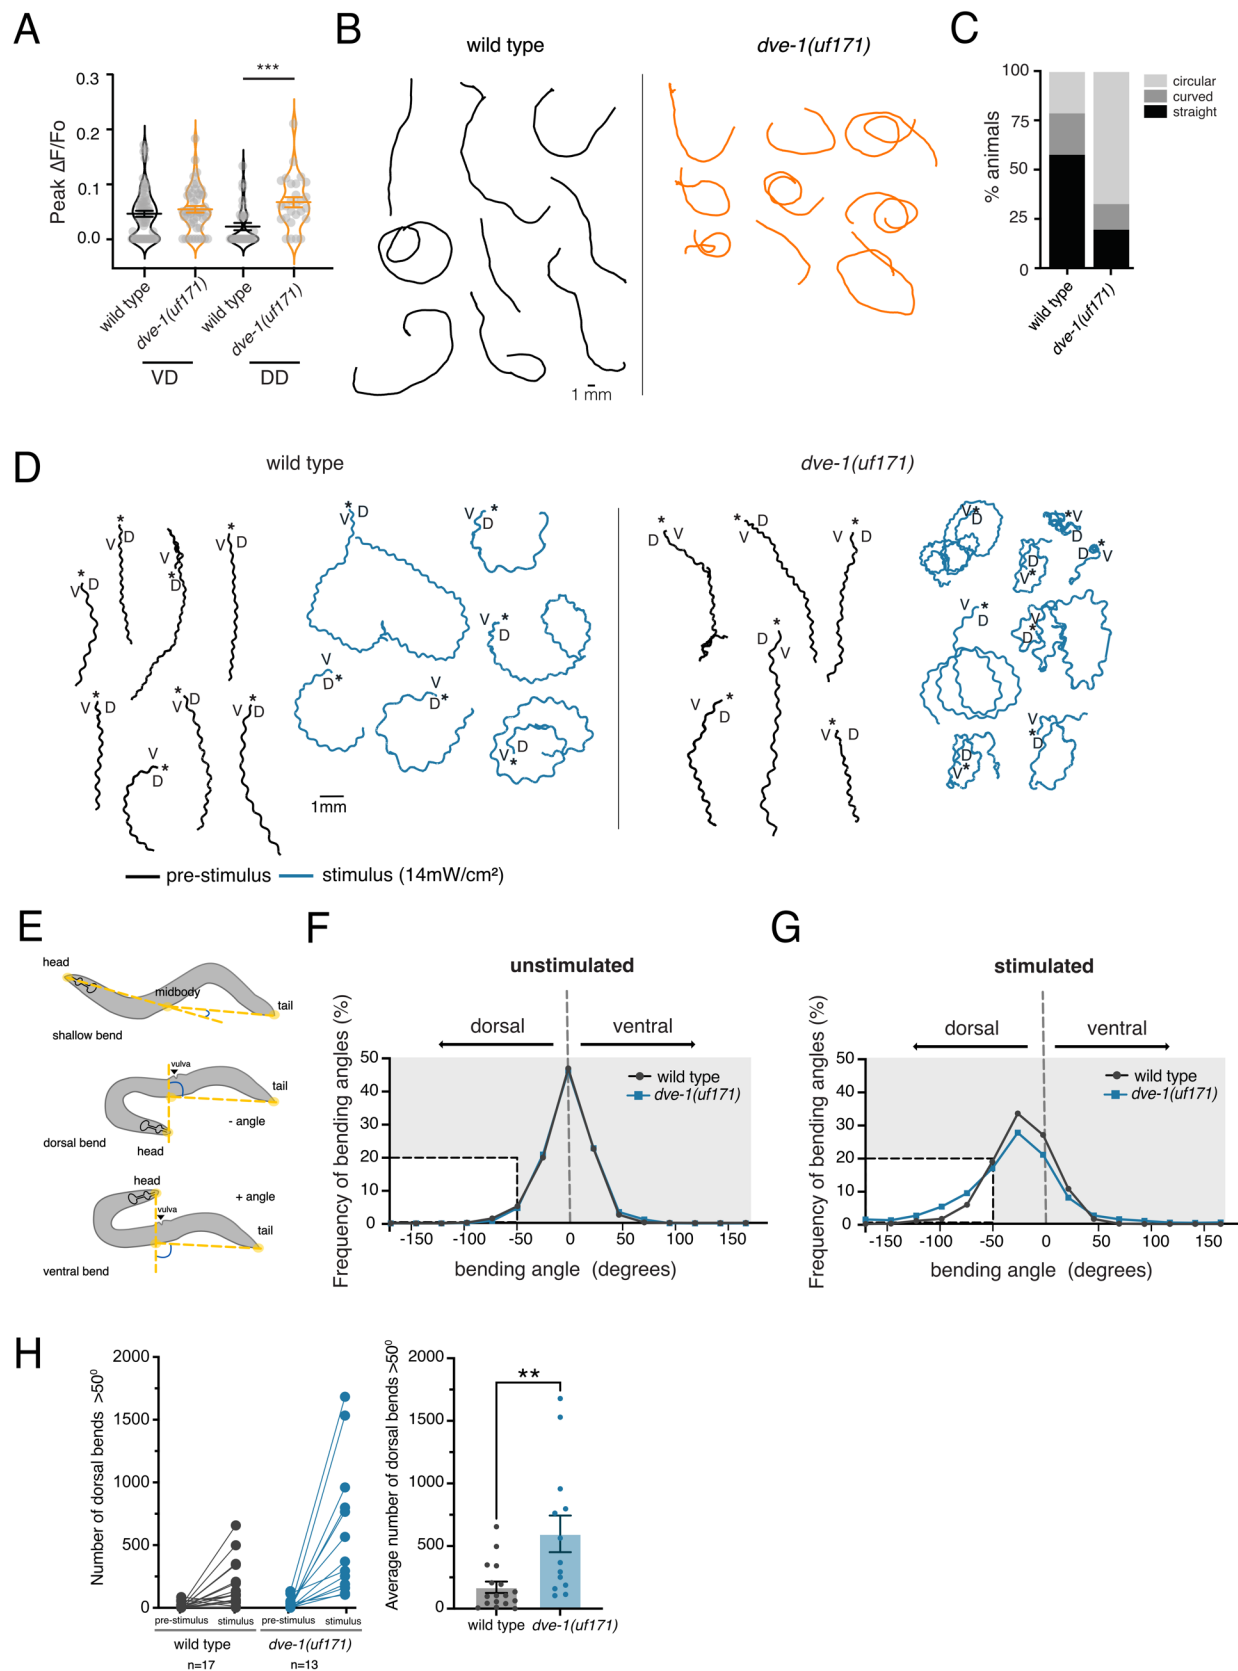 A
Peak ΔF/Fo
0.3
0.2
0.1
0.0
***
wild type
dve-1(uf171)
wild type
dve-1(uf171)
VD
DD
B
wild type
dve-1(uf171)
1 mm
C
% animals
100
75
50
25
0
circular
curved
straight
wild type
dve-1(uf171)
D
wild type
dve-1(uf171)
* V D
* V D
V * D
* V D
* V D
V D *
* V D
* V D
* V D
V * D
V * D
V D *
V D *
V D *
* D V
* D V
* V D
* D V
V * D
V * D
V * D
* V D
D * V
D V *
V * D
V D *
V * D
D V *
1mm
pre-stimulus
stimulus (14mW/cm²)
E
head
midbody
tail
shallow bend
vulva
tail
- angle
dorsal bend
head
head
+ angle
vulva
tail
ventral bend
F
unstimulated
dorsal
ventral
Frequency of bending angles (%)
50
40
30
20
10
0
wild type
dve-1(uf171)
-150 -100 -50 0 50 100 150
bending angle (degrees)
G
stimulated
dorsal
ventral
Frequency of bending angles (%)
50
40
30
20
10
0
wild type
dve-1(uf171)
-150 -100 -50 0 50 100 150
bending angle (degrees)
H
Number of dorsal bends >50⁰
2000
1500
1000
500
0
pre-stimulus stimulus pre-stimulus stimulus
wild type dve-1(uf171)
n=17 n=13
Average number of dorsal bends >50⁰
2000
1500
1000
500
0
**
wild type dve-1(uf171)